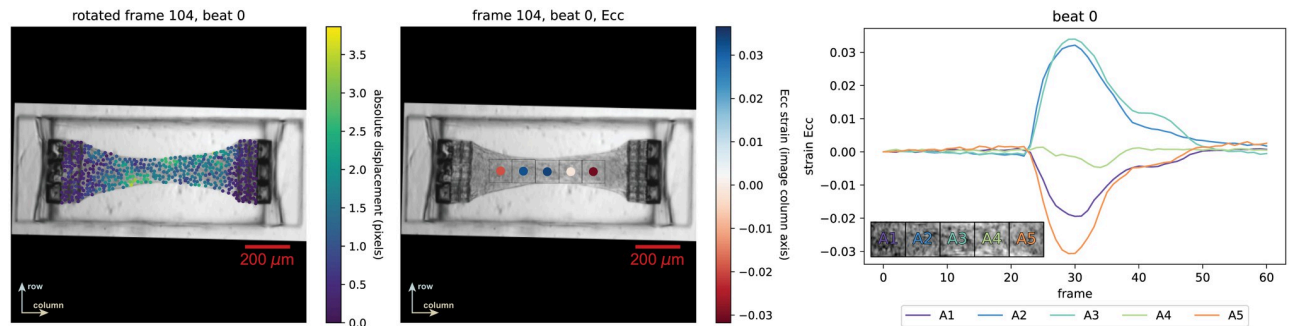 rotated frame 104, beat 0
3.5
3.0
2.5
2.0
1.5
1.0
0.5
0.0
absolute displacement (pixels)
200 µm
row
column
frame 104, beat 0, Ecc
0.03
0.02
0.01
0.00
−0.01
−0.02
−0.03
Ecc strain (image column axis)
200 µm
row
column
beat 0
strain Ecc
0.03
0.02
0.01
0.00
−0.01
−0.02
−0.03
A1 A2 A3 A4 A5
0 10 20 30 40 50 60
frame
A1 A2 A3 A4 A5